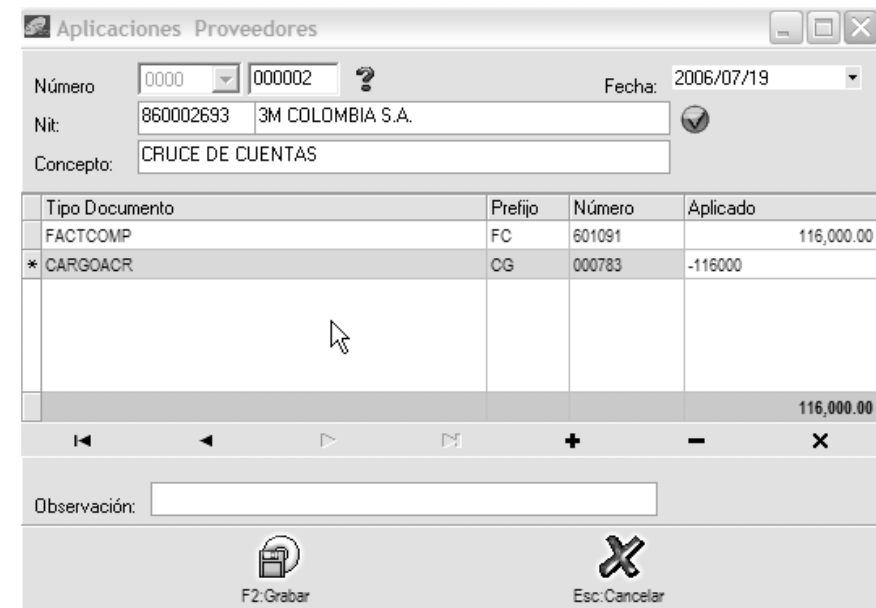 Aplicaciones Proveedores
Número 0000 000002 Fecha: 2006/07/19
Nit: 860002693 3M COLOMBIA S.A.
Concepto: CRUCE DE CUENTAS
Tipo Documento Prefijo Número Aplicado
FACTCOMP FC 601091 116,000.00
* CARGOACR CG 000783 -116000
116,000.00
Observación:
F2:Grabar Esc:Cancelar